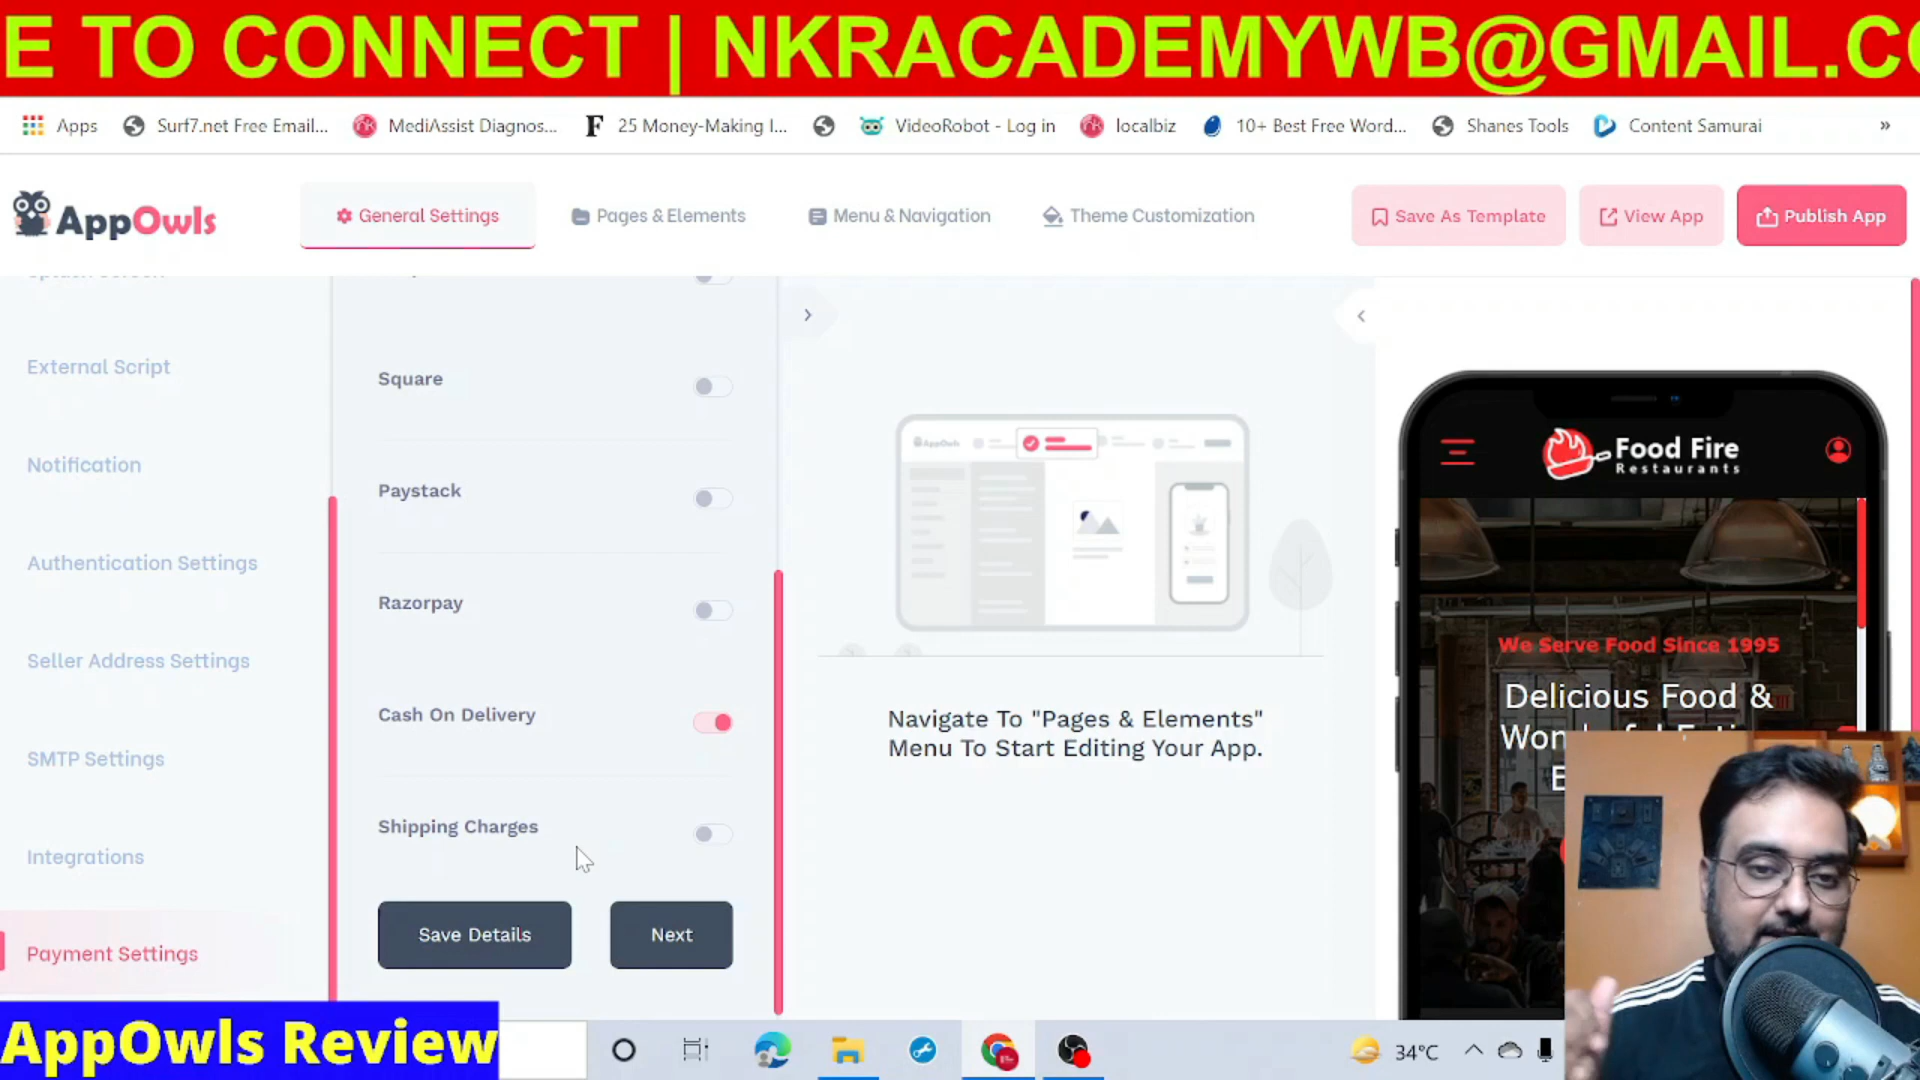 E TO CONNECT | NKRACADEMYWB@GMAIL.C
Apps
Surf7.net Free Email...
MediAssist Diagnos...
25 Money-Making I...
VideoRobot - Log in
localbiz
10+ Best Free Word...
Shanes Tools
Content Samurai
»
AppOwls
General Settings
Pages & Elements
Menu & Navigation
Theme Customization
Save As Template
View App
Publish App
External Script
Notification
Authentication Settings
Seller Address Settings
SMTP Settings
Integrations
Payment Settings
Square
Paystack
Razorpay
Cash On Delivery
Shipping Charges
Save Details
Next
AppOwls
Navigate To "Pages & Elements"
Menu To Start Editing Your App.
Food Fire
Restaurants
We Serve Food Since 1995
Delicious Food &
AppOwls Review
34°C